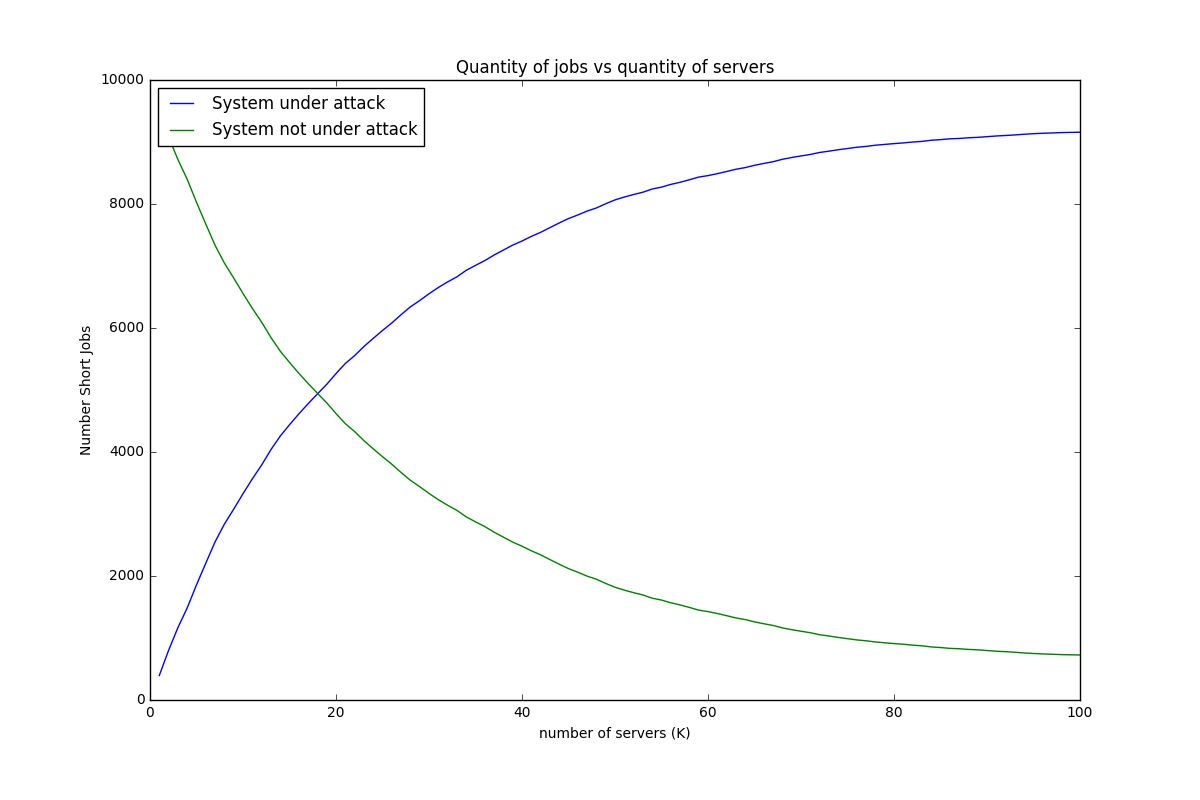 Quantity of jobs vs quantity of servers
10000
System under attack
System not under attack
8000
6000
Number Short Jobs
4000
2000
0
0 20 40 60 80 100
number of servers (K)